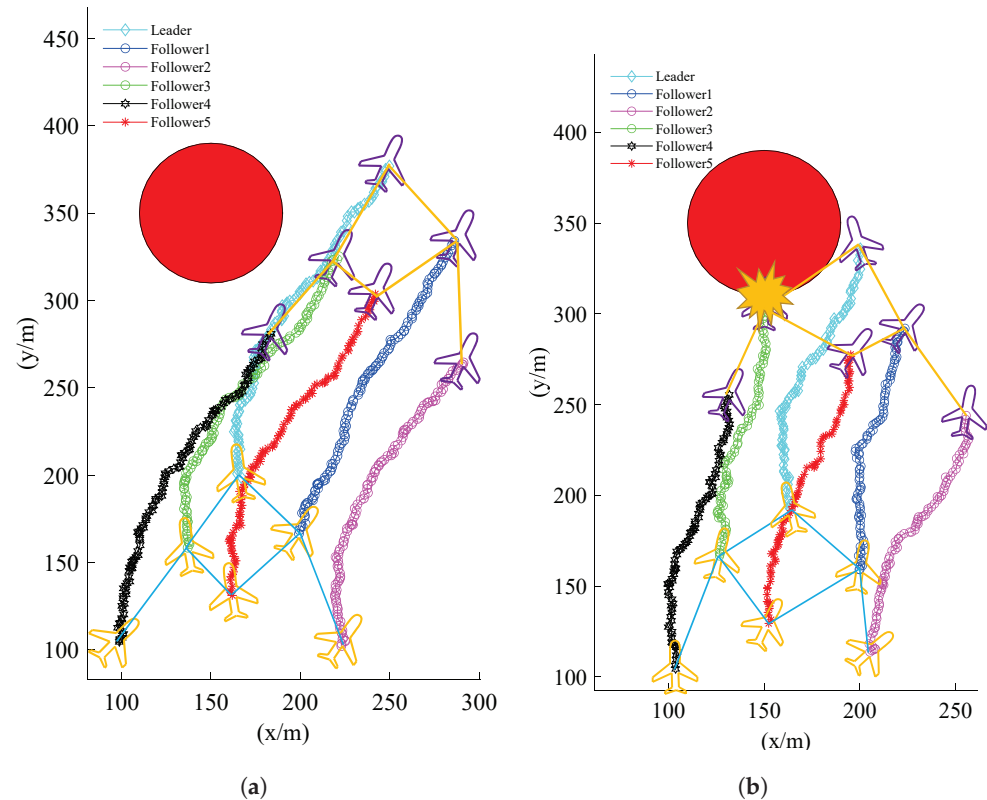 Leader
Follower1
Follower2
Follower3
Follower4
Follower5
450
400
350
300
250
200
150
100
(y/m)
100 150 200 250 300
(x/m)
(a)
Leader
Follower1
Follower2
Follower3
Follower4
Follower5
400
350
300
250
200
150
100
(y/m)
100 150 200 250
(x/m)
(b)